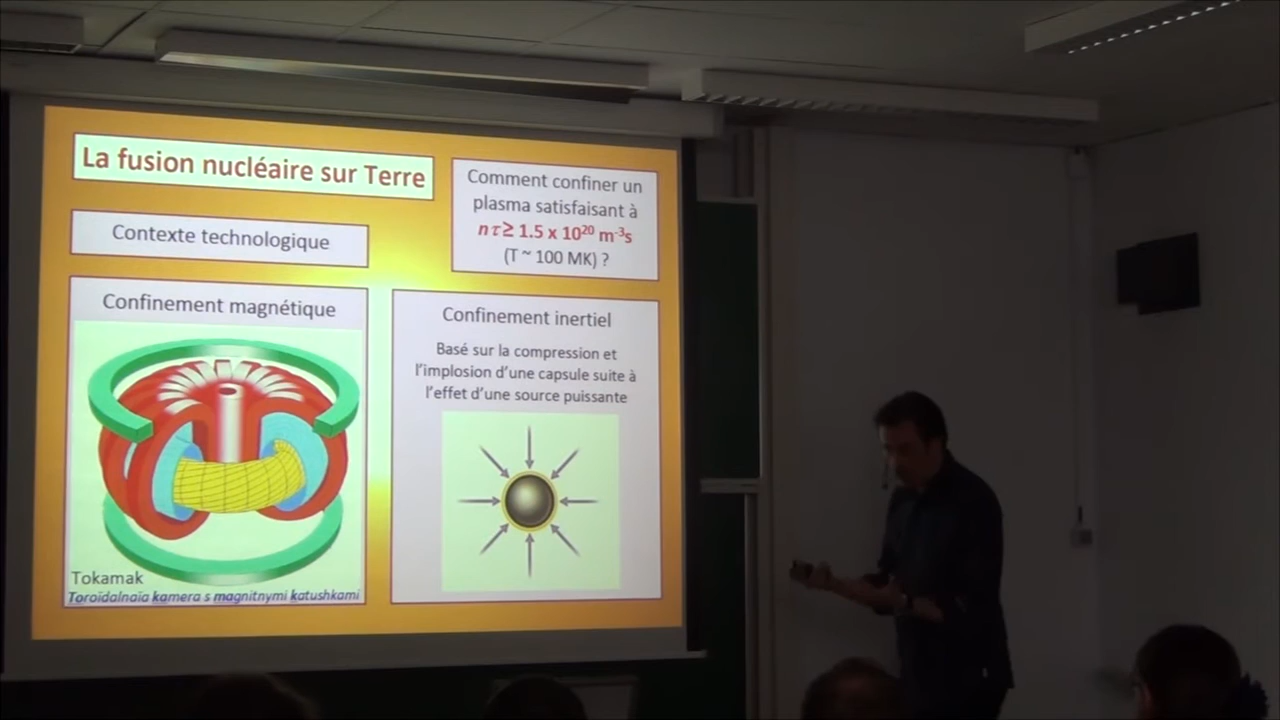 La fusion nucléaire sur Terre
Comment confiner un
plasma satisfaisant à
nτ≥ 1.5 x 10²⁰ m⁻³s
(T ~ 100 MK) ?
Contexte technologique
Confinement magnétique
Tokamak
Toroïdalnaïa kamera s magnitnymi katushkami
Confinement inertiel
Basé sur la compression et
l'implosion d'une capsule suite à
l'effet d'une source puissante